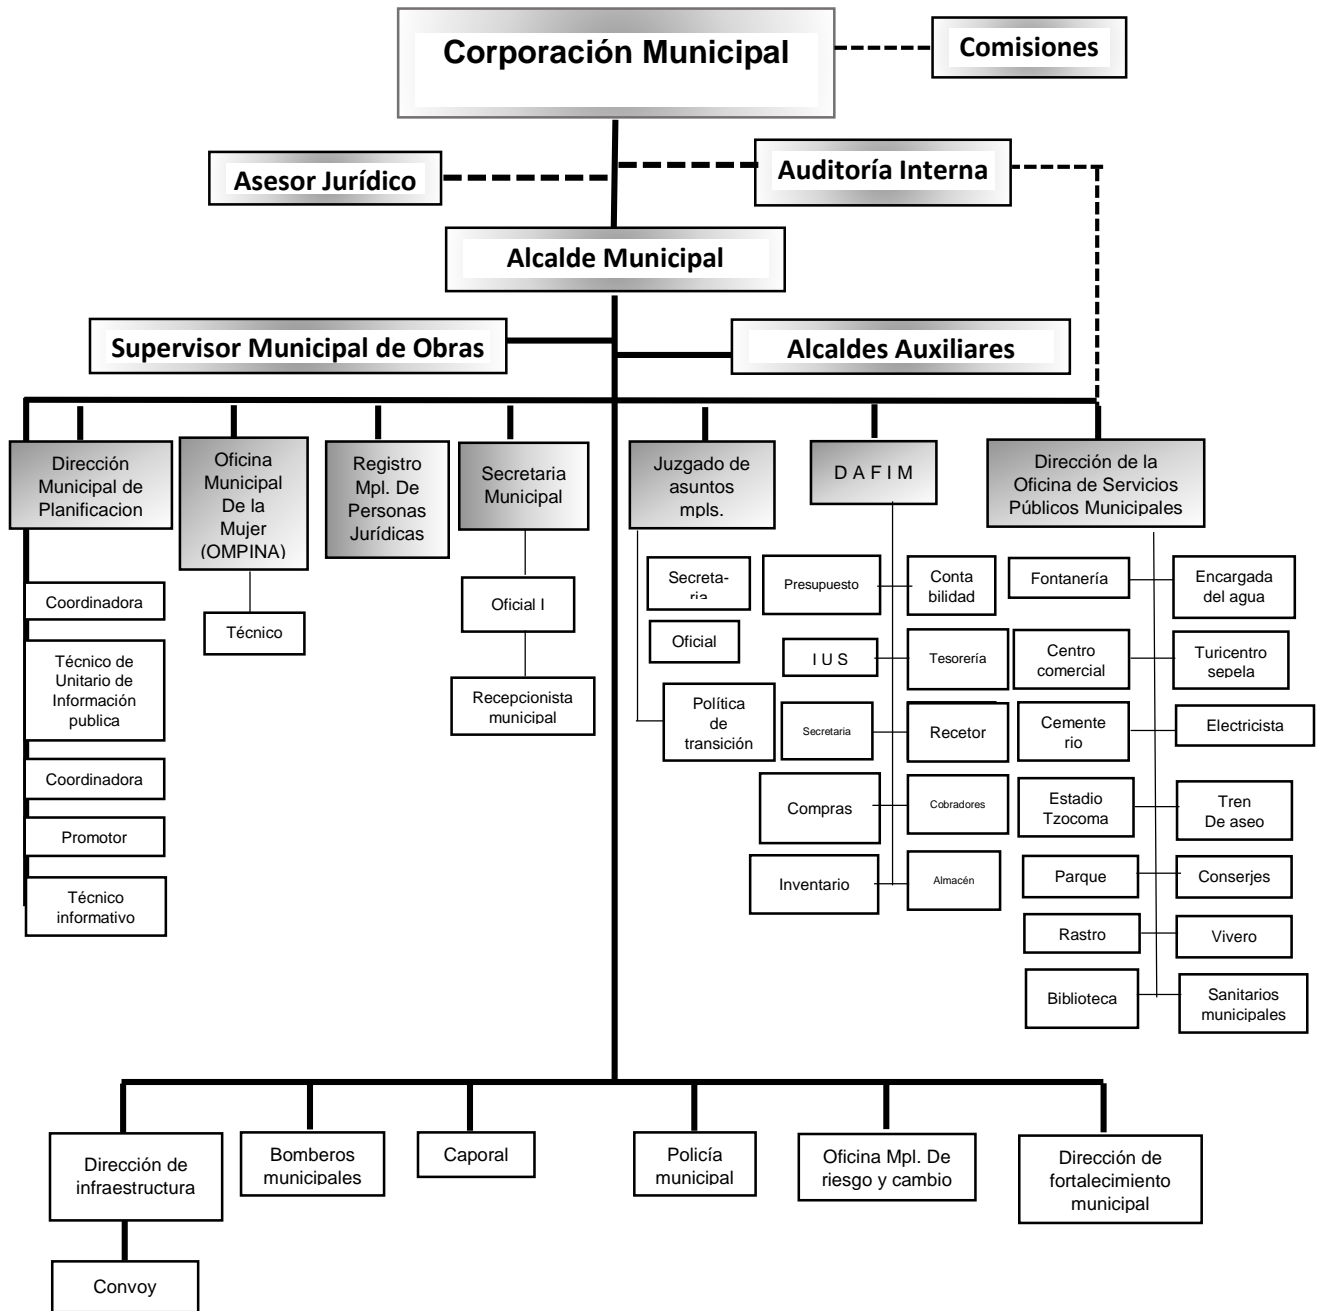 Corporación Municipal
Comisiones
Asesor Jurídico
Auditoría Interna
Alcalde Municipal
Supervisor Municipal de Obras
Alcaldes Auxiliares
Dirección
Municipal de
Planificacion
Oficina
Municipal
De la
Mujer
(OMPINA)
Registro
Mpl. De
Personas
Jurídicas
Secretaria
Municipal
Juzgado de
asuntos
mpls.
D A F I M
Dirección de la
Oficina de Servicios
Públicos Municipales
Coordinadora
Técnico de
Unitario de
Información
publica
Coordinadora
Promotor
Técnico
informativo
Técnico
Oficial I
Recepcionista
municipal
Secreta-
ria
Oficial
Política
de
transición
Presupuesto
Conta
bilidad
I U S
Tesorería
Secretaria
Recetor
Compras
Cobradores
Inventario
Almacén
Fontanería
Encargada
del agua
Centro
comercial
Turicentro
sepela
Cemente
rio
Electricista
Estadio
Tzocoma
Tren
De aseo
Parque
Conserjes
Rastro
Vivero
Biblioteca
Sanitarios
municipales
Dirección de
infraestructura
Bomberos
municipales
Caporal
Policía
municipal
Oficina Mpl. De
riesgo y cambio
Dirección de
fortalecimiento
municipal
Convoy